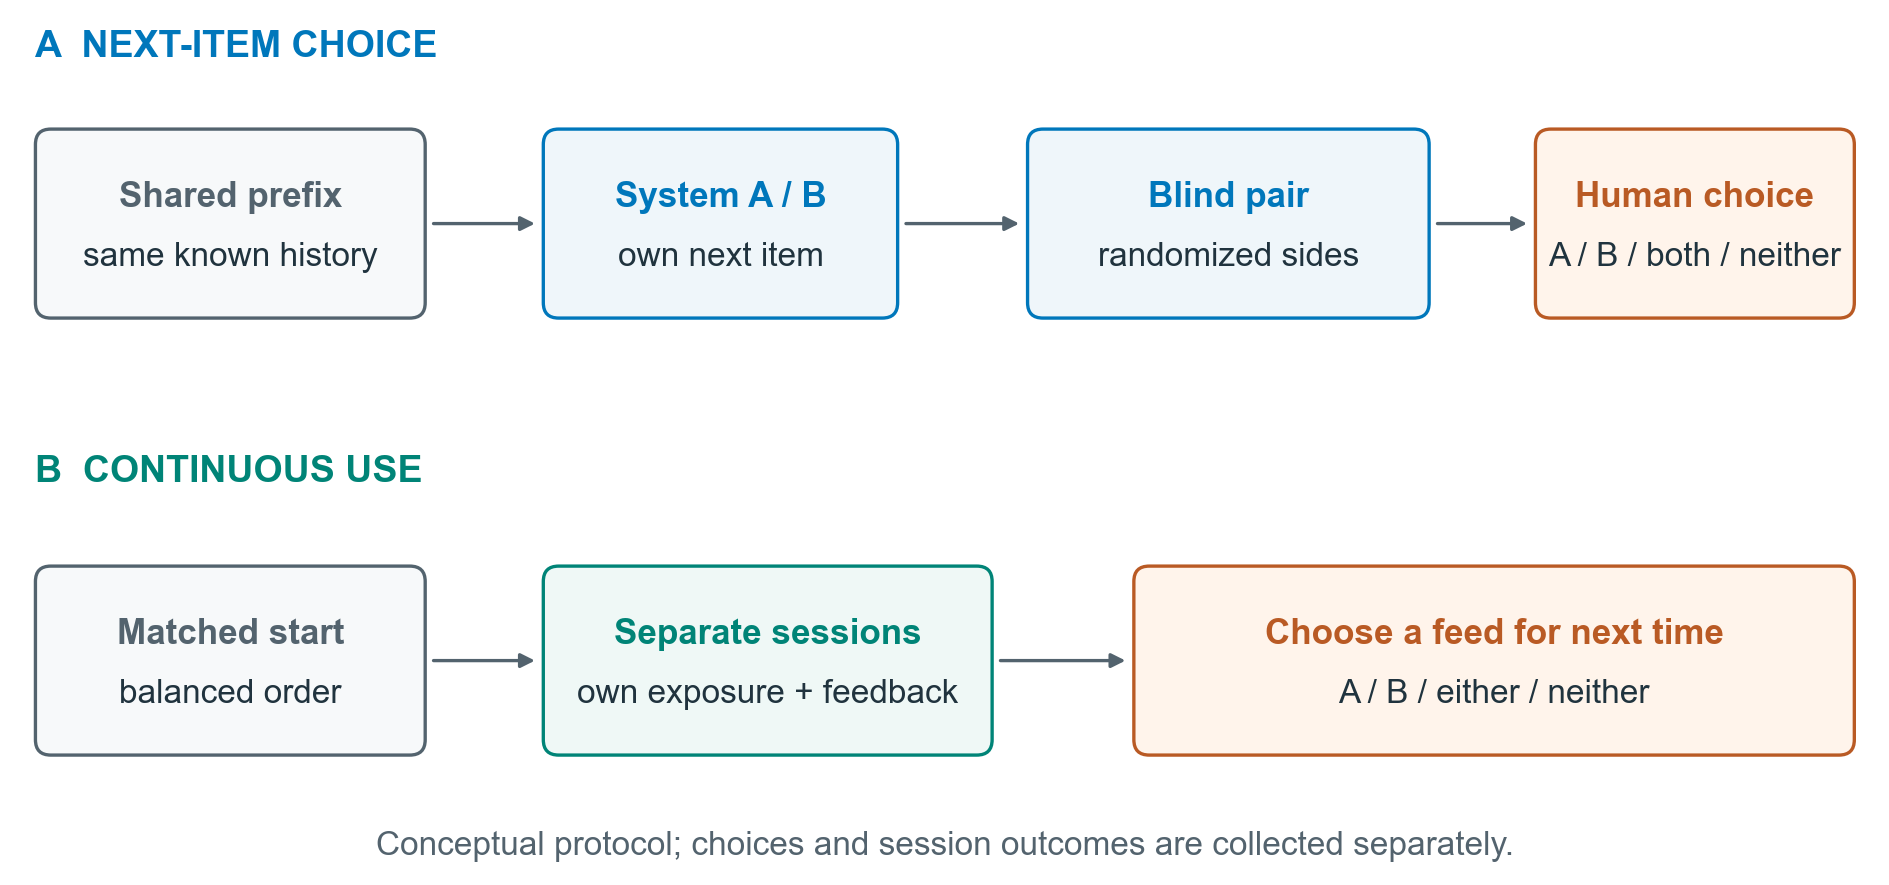 A NEXT-ITEM CHOICE
Shared prefix
same known history
System A / B
own next item
Blind pair
randomized sides
Human choice
A / B / both / neither
B CONTINUOUS USE
Matched start
balanced order
Separate sessions
own exposure + feedback
Choose a feed for next time
A / B / either / neither
Conceptual protocol; choices and session outcomes are collected separately.